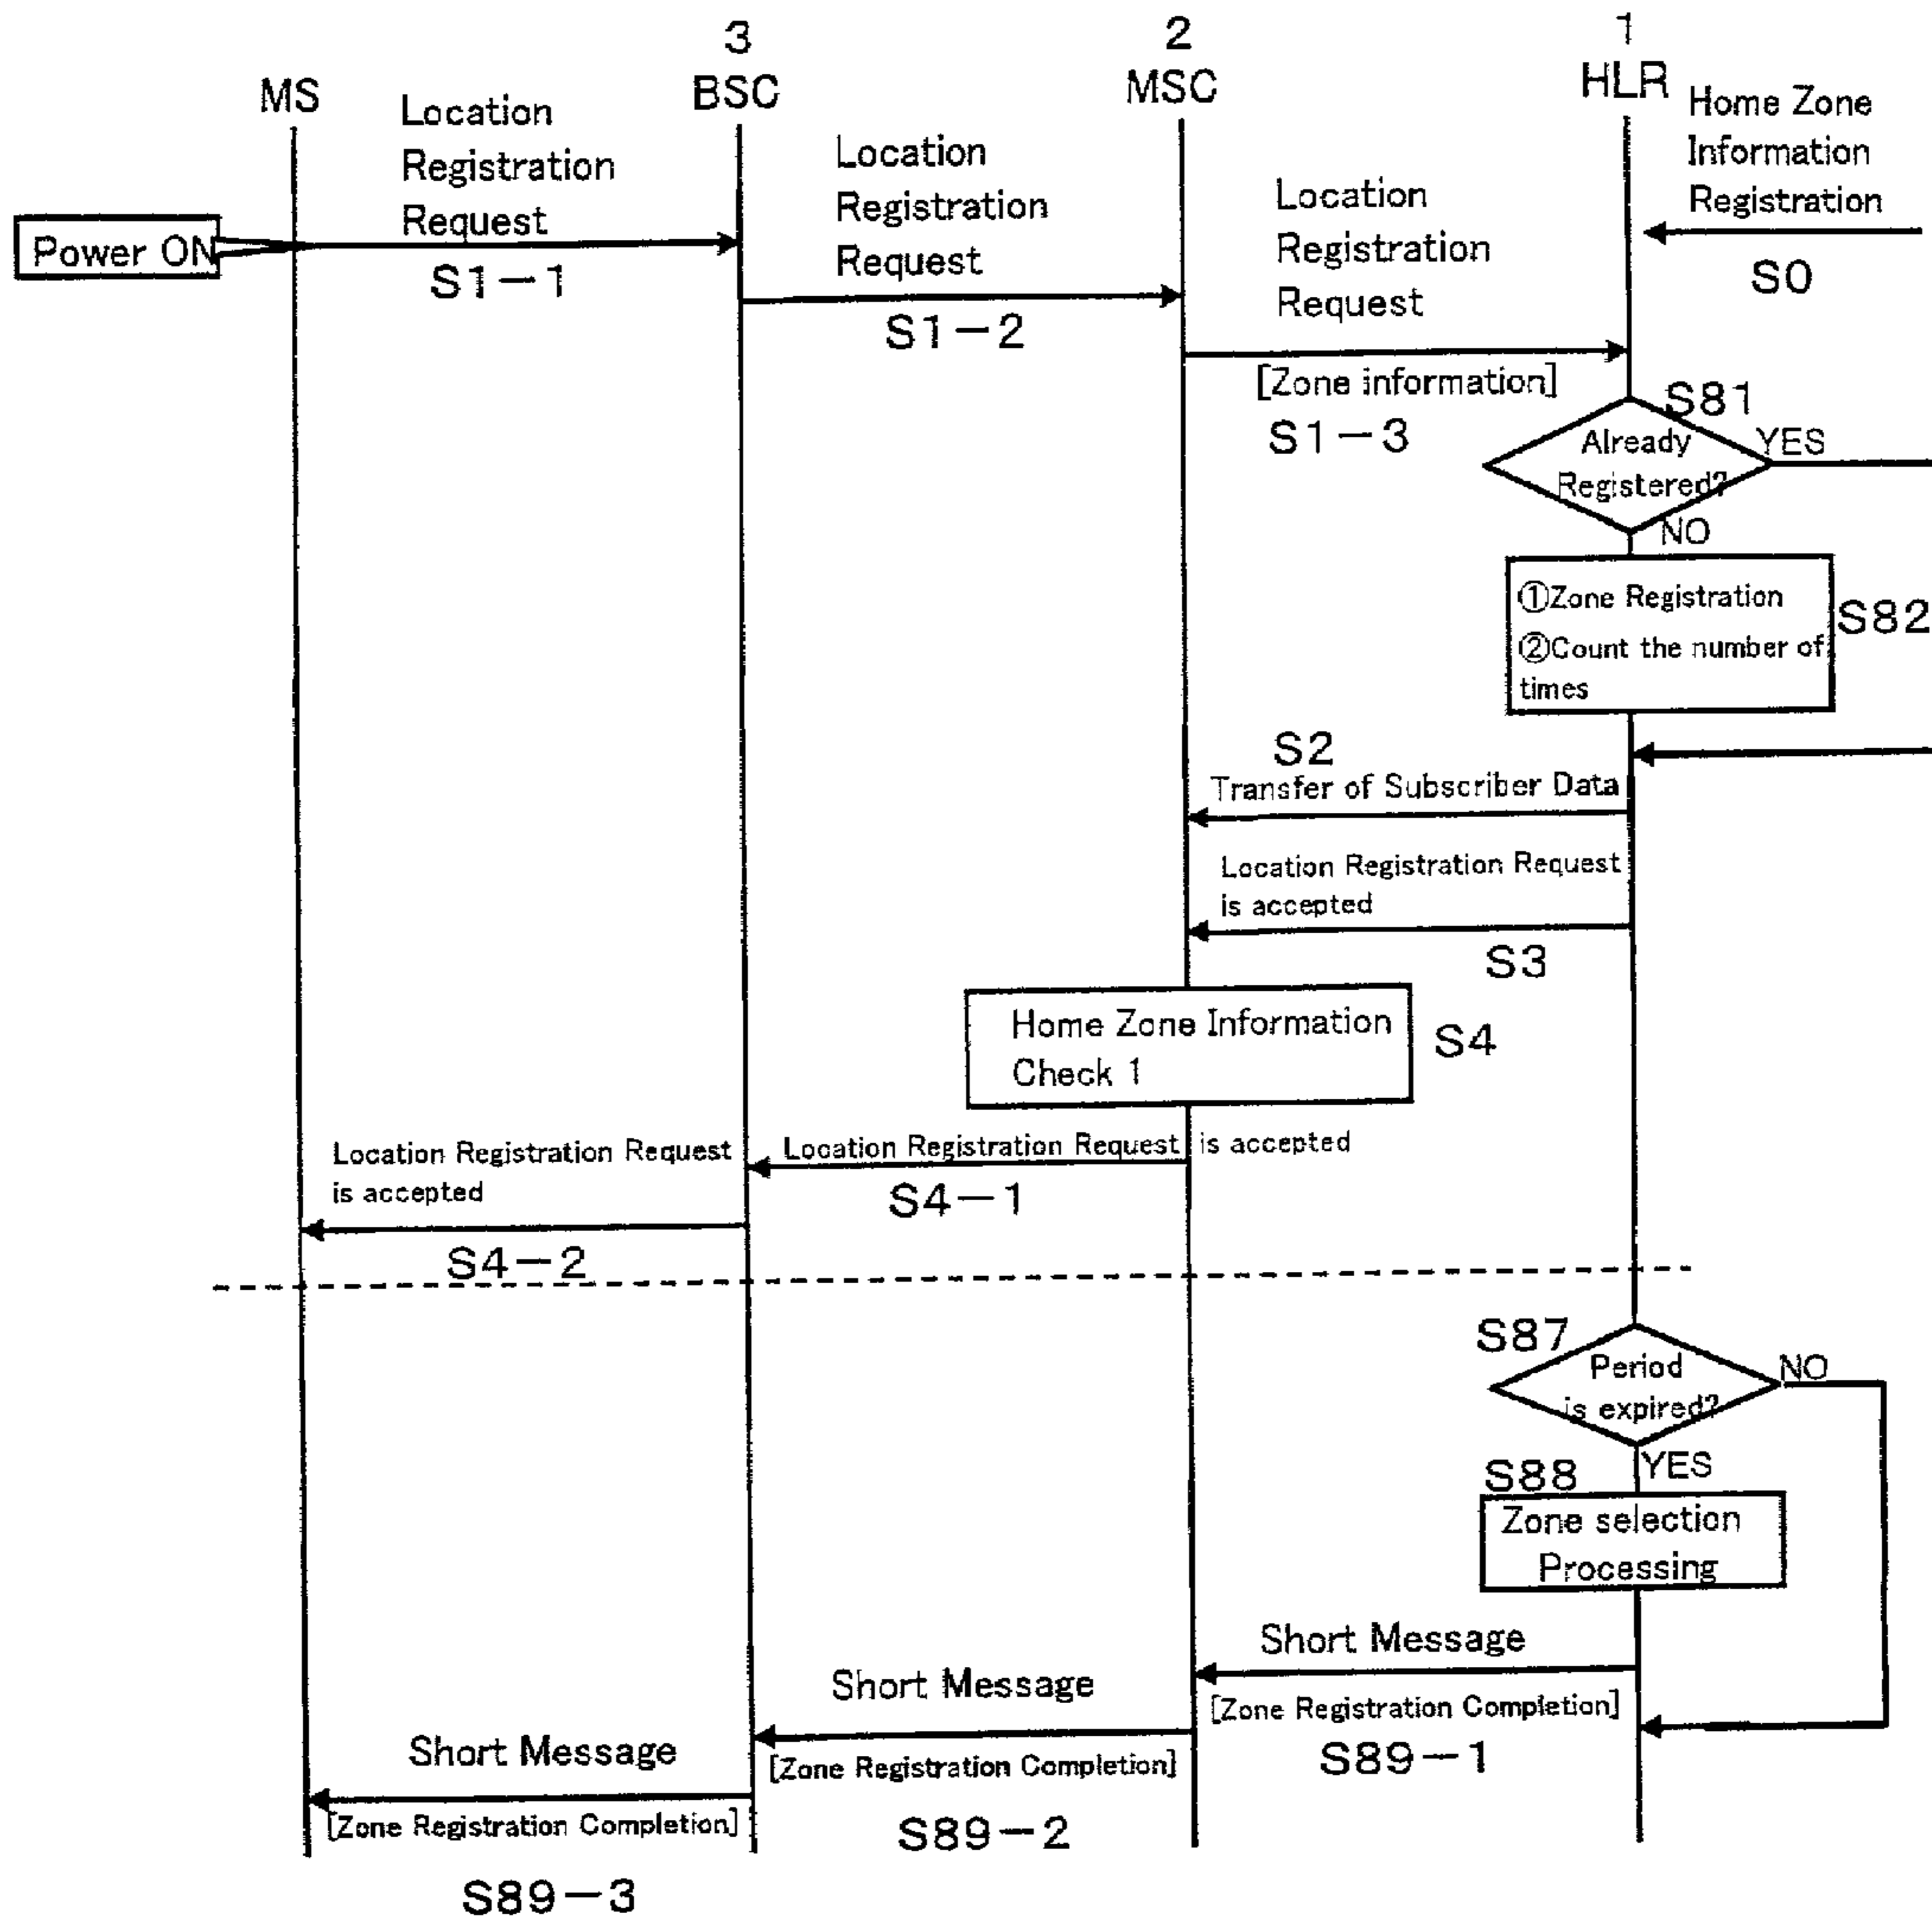 3
2
1
MS
BSC
MSC
HLR
Location
Registration
Request
Location
Registration
Request
Location
Registration
Request
Home Zone
Information
Registration
Power ON
S1-1
S1-2
[Zone information]
S1-3
S0
S81
Already
Registered?
YES
NO
①Zone Registration
②Count the number of
times
S82
S2
Transfer of Subscriber Data
Location Registration Request
is accepted
S3
Home Zone Information
Check 1
S4
Location Registration Request is accepted
S4-1
Location Registration Request
is accepted
S4-2
S87
Period
is expired?
NO
YES
S88
Zone selection
Processing
Short Message
[Zone Registration Completion]
S89-1
Short Message
[Zone Registration Completion]
S89-2
Short Message
[Zone Registration Completion]
S89-3